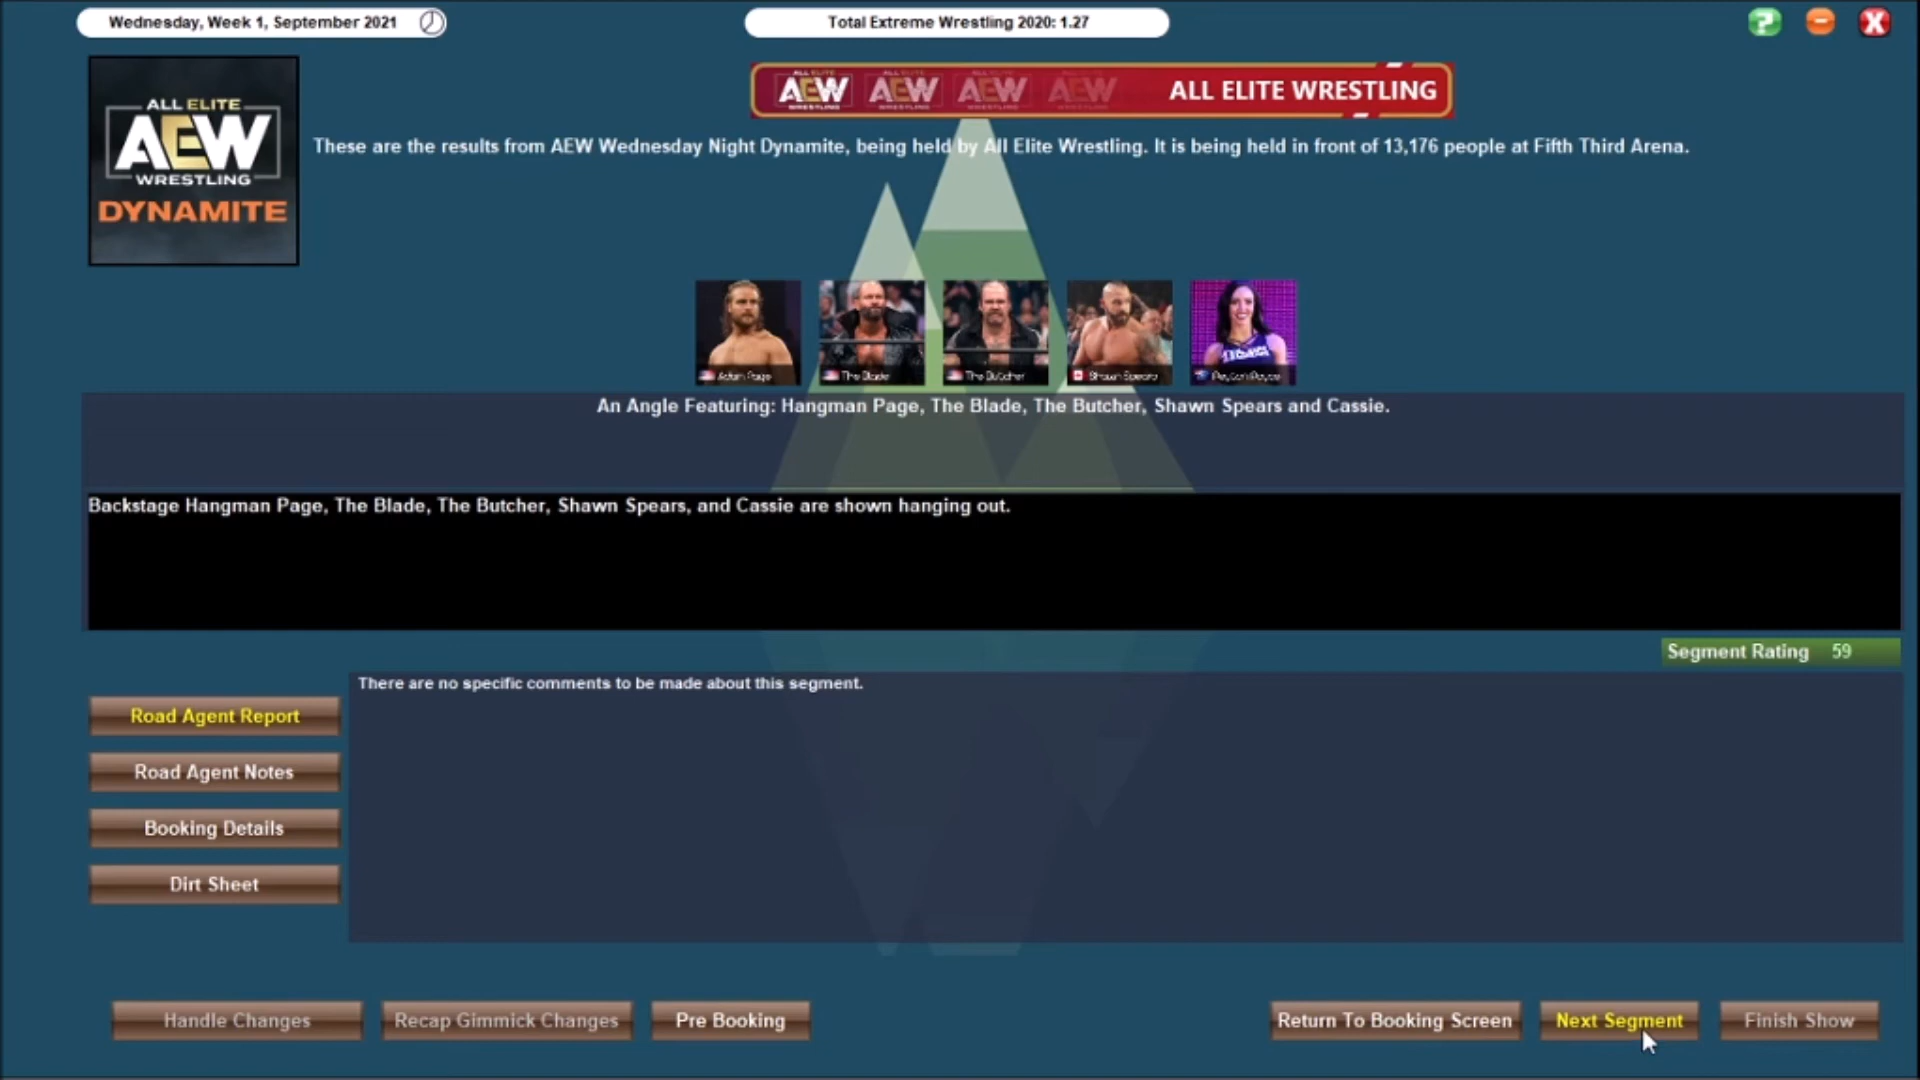 Wednesday, Week 1, September 2021
Total Extreme Wrestling 2020: 1.27
ALL ELITE
AEW
WRESTLING
DYNAMITE
AEW AEW AEW AEW
ALL ELITE WRESTLING
These are the results from AEW Wednesday Night Dynamite, being held by All Elite Wrestling. It is being held in front of 13,176 people at Fifth Third Arena.
Adam Page
The Blade
The Butcher
Shawn Spears
Peyton Royce
An Angle Featuring: Hangman Page, The Blade, The Butcher, Shawn Spears and Cassie.
Backstage Hangman Page, The Blade, The Butcher, Shawn Spears, and Cassie are shown hanging out.
Segment Rating 59
There are no specific comments to be made about this segment.
Road Agent Report
Road Agent Notes
Booking Details
Dirt Sheet
Handle Changes
Recap Gimmick Changes
Pre Booking
Return To Booking Screen
Next Segment
Finish Show